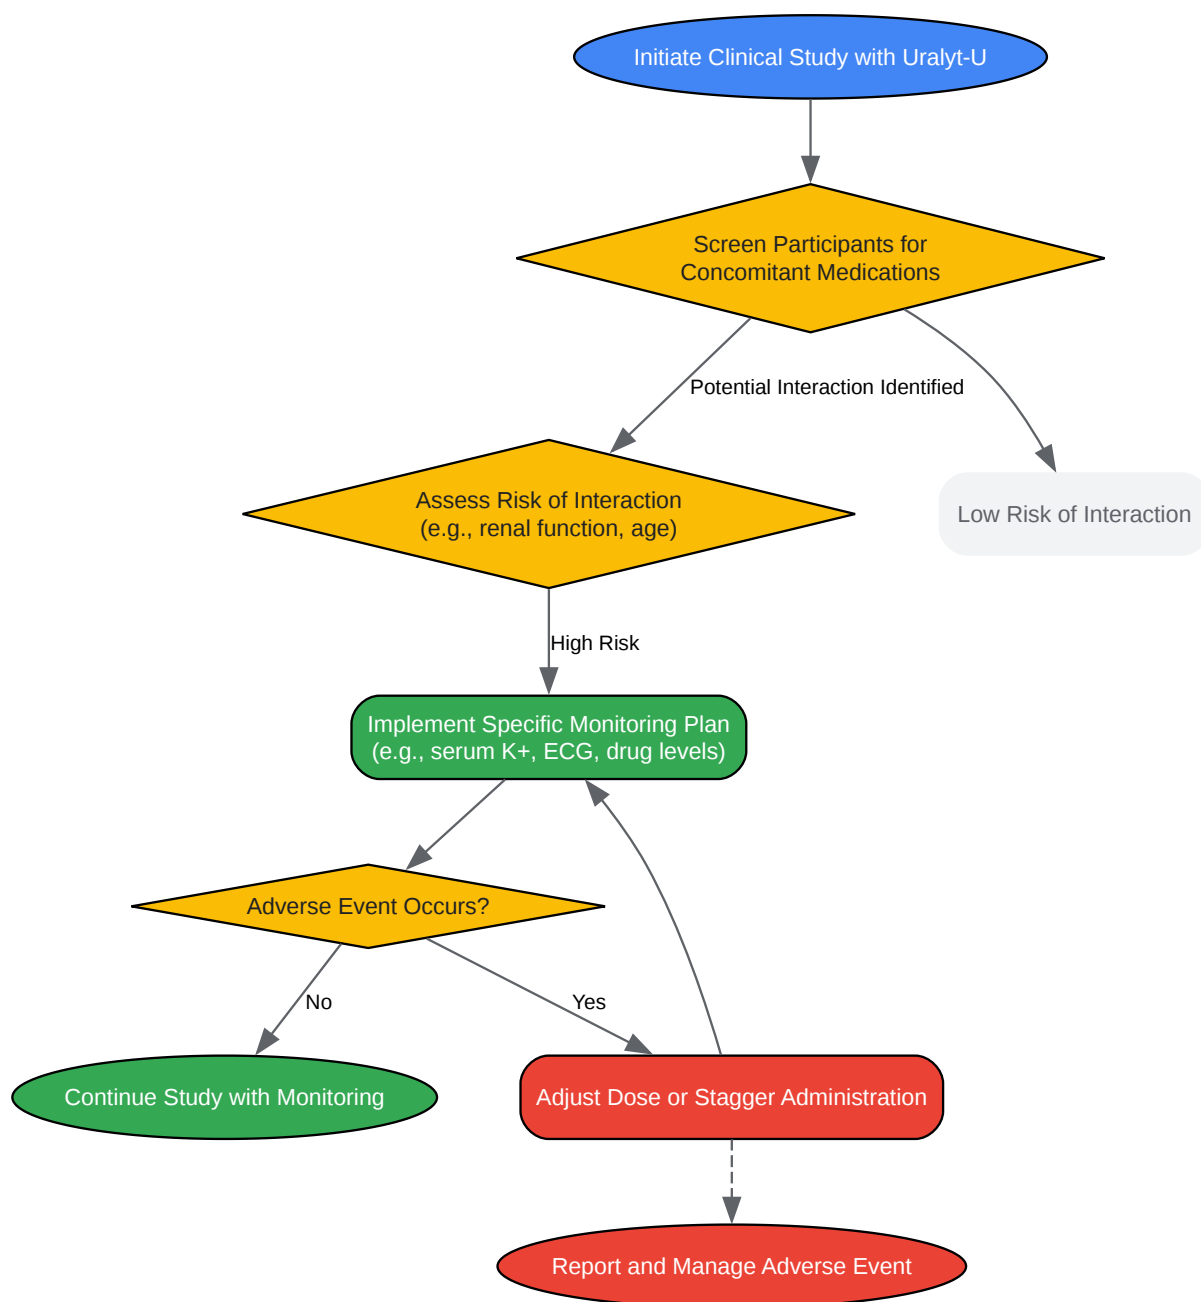 Initiate Clinical Study with Uralyt-U
Screen Participants for
Concomitant Medications
Potential Interaction Identified
Assess Risk of Interaction
(e.g., renal function, age)
Low Risk of Interaction
High Risk
Implement Specific Monitoring Plan
(e.g., serum K+, ECG, drug levels)
Adverse Event Occurs?
No
Yes
Continue Study with Monitoring
Adjust Dose or Stagger Administration
Report and Manage Adverse Event